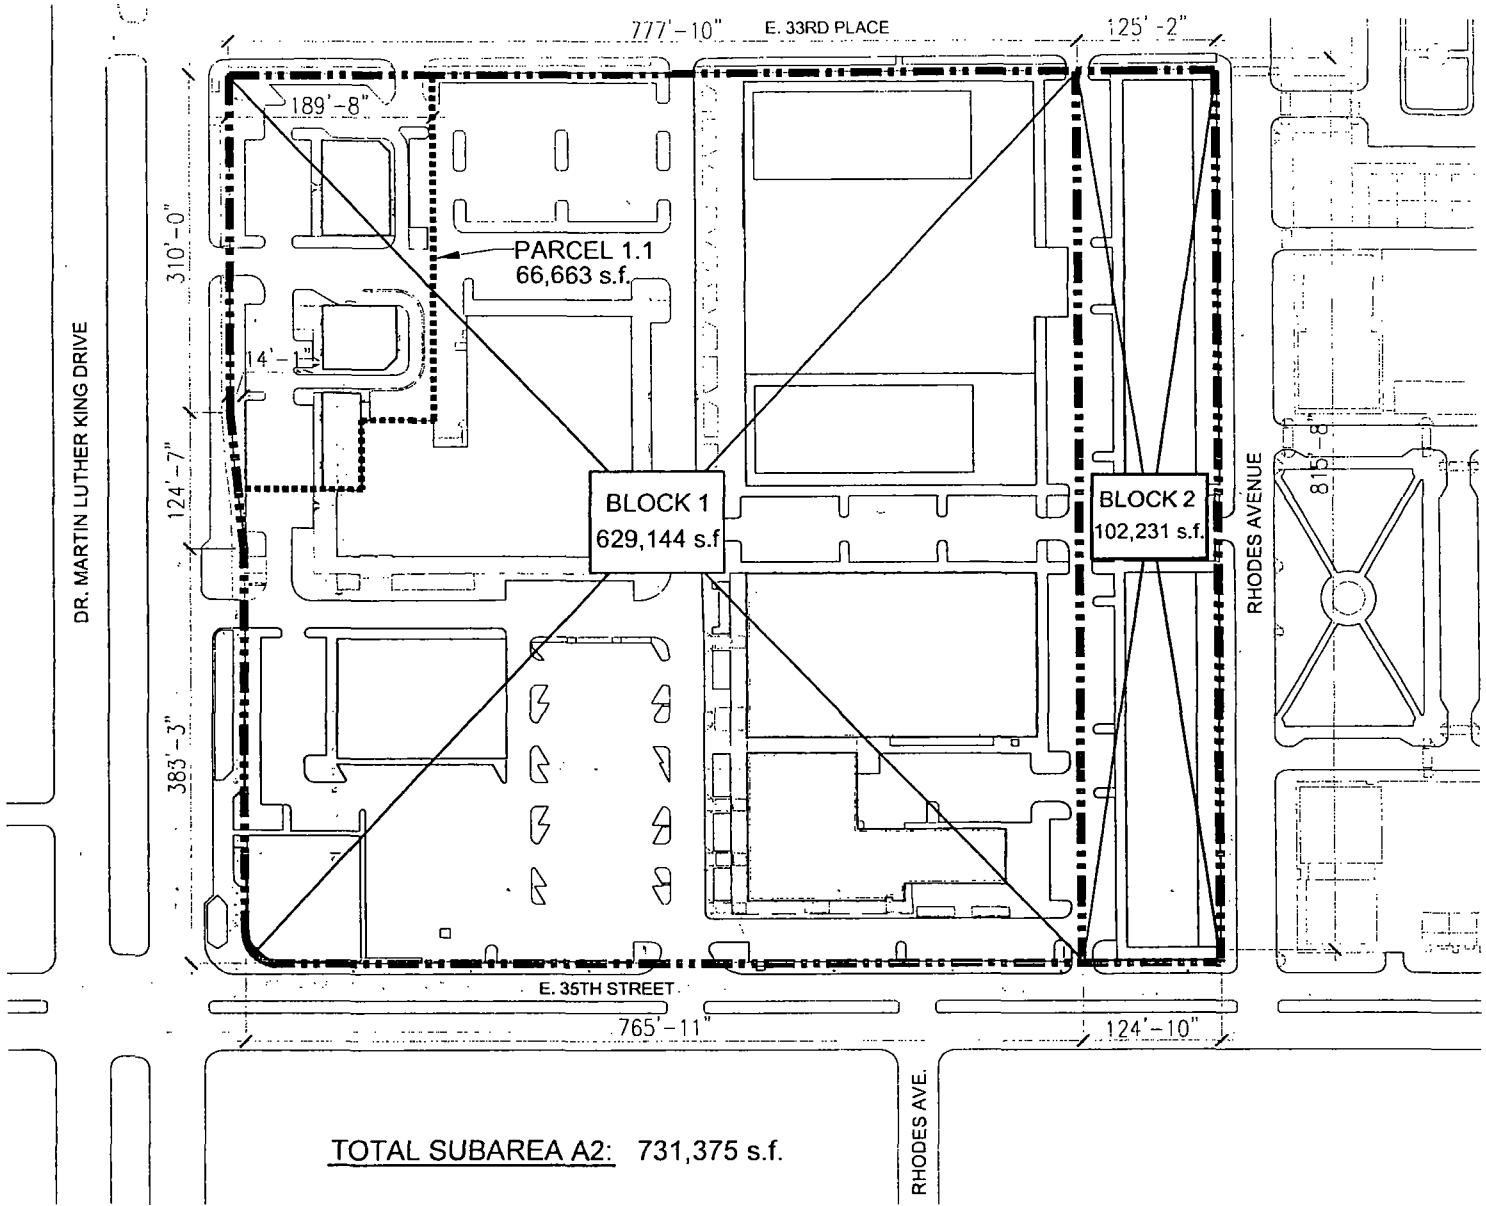 777'-10"
E. 33RD PLACE
125'-2"
189'-8"
310'-0"
PARCEL 1.1
66,663 s.f.
DR. MARTIN LUTHER KING DRIVE
14'-1"
124'-7"
BLOCK 1
629,144 s.f
BLOCK 2
102,231 s.f.
RHODES AVENUE
815'-8"
383'-3"
E. 35TH STREET
765'-11"
124'-10"
RHODES AVE.
TOTAL SUBAREA A2: 731,375 s.f.